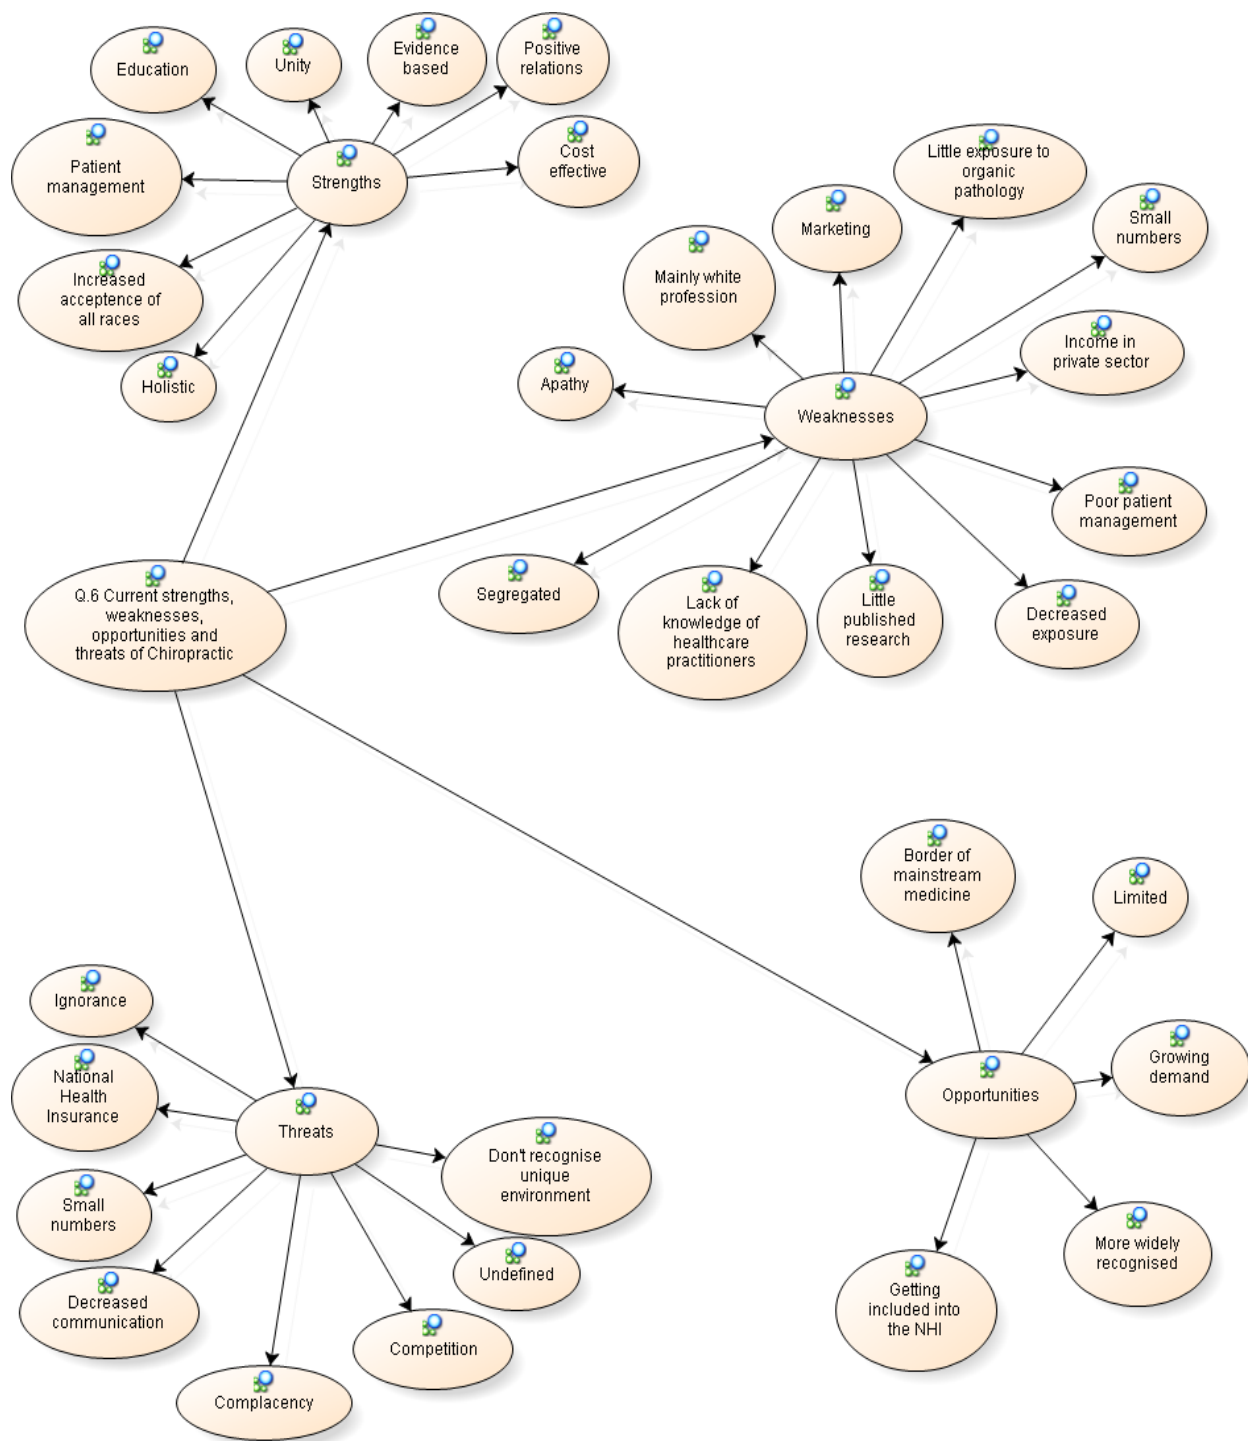 Education
Unity
Evidence
based
Positive
relations
Patient
management
Strengths
Cost
effective
Increased
acceptence of
all races
Holistic
Little exposure to
organic
pathology
Marketing
Small
numbers
Mainly white
profession
Income in
private sector
Apathy
Weaknesses
Poor patient
management
Segregated
Lack of
knowledge of
healthcare
practitioners
Little
published
research
Decreased
exposure
Q.6 Current strengths,
weaknesses,
opportunities and
threats of Chiropractic
Border of
mainstream
medicine
Limited
Growing
demand
Opportunities
More widely
recognised
Getting
included into
the NHI
Ignorance
National
Health
Insurance
Threats
Don't recognise
unique
environment
Small
numbers
Undefined
Decreased
communication
Competition
Complacency